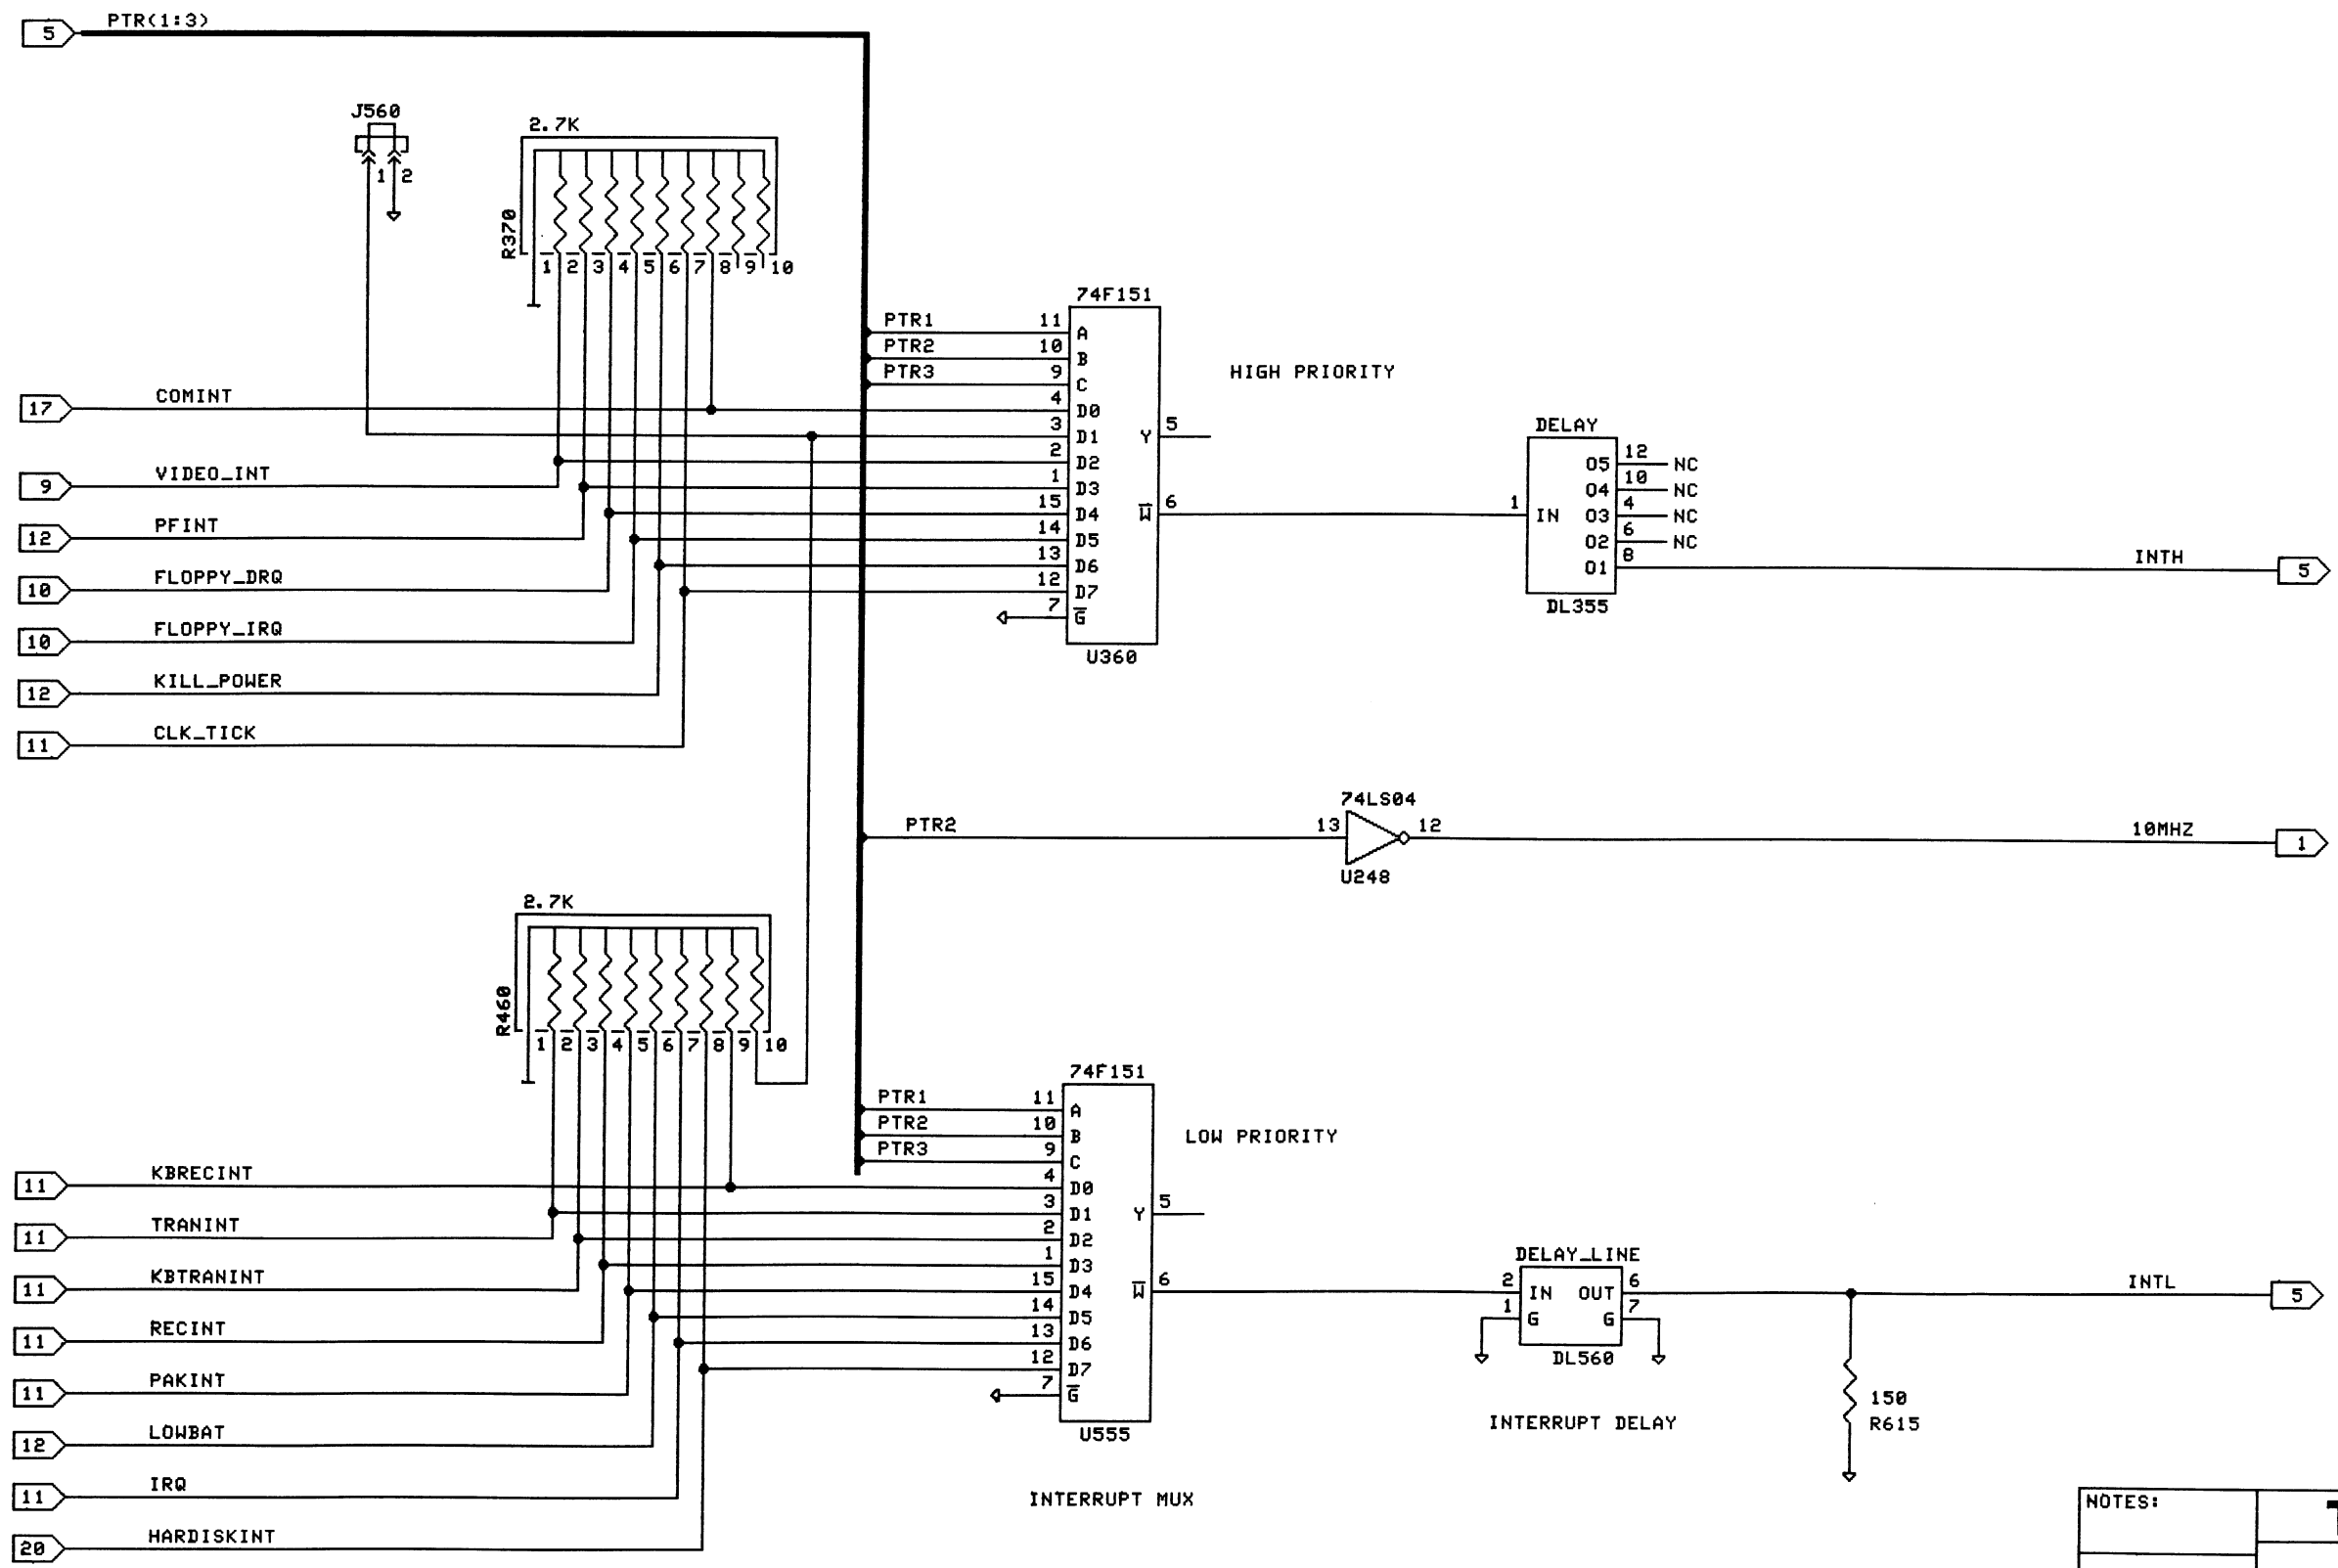 PTR(1:3)
5
J560
1 2
2.7K
R370
1 2 3 4 5 6 7 8 9 10
74F151
PTR1 11 A
PTR2 10 B
PTR3 9 C
HIGH PRIORITY
17 COMINT 4 D0
3 D1 Y 5
2 D2
9 VIDEO_INT 1 D3
15 D4 W 6
12 PFINT 14 D5
13 D6
10 FLOPPY_DRQ 12 D7
7 G
U360
10 FLOPPY_IRQ
12 KILL_POWER
11 CLK_TICK
DELAY
O5 12 NC
O4 10 NC
1 IN O3 4 NC
O2 6 NC
O1 8
DL355
INTH 5
74LS04
PTR2 13 12 10MHZ 1
U248
2.7K
R460
1 2 3 4 5 6 7 8 9 10
74F151
PTR1 11 A
PTR2 10 B
PTR3 9 C
LOW PRIORITY
11 KBRECINT 4 D0
3 D1 Y 5
11 TRANINT 2 D2
1 D3
11 KBTRANINT 15 D4 W 6
14 D5
11 RECINT 13 D6
12 D7
11 PAKINT 7 G
U555
12 LOWBAT
11 IRQ
20 HARDISKINT
DELAY_LINE
2 IN OUT 6
1 G G 7
DL560
INTL 5
INTERRUPT DELAY
150
R615
INTERRUPT MUX
NOTES: